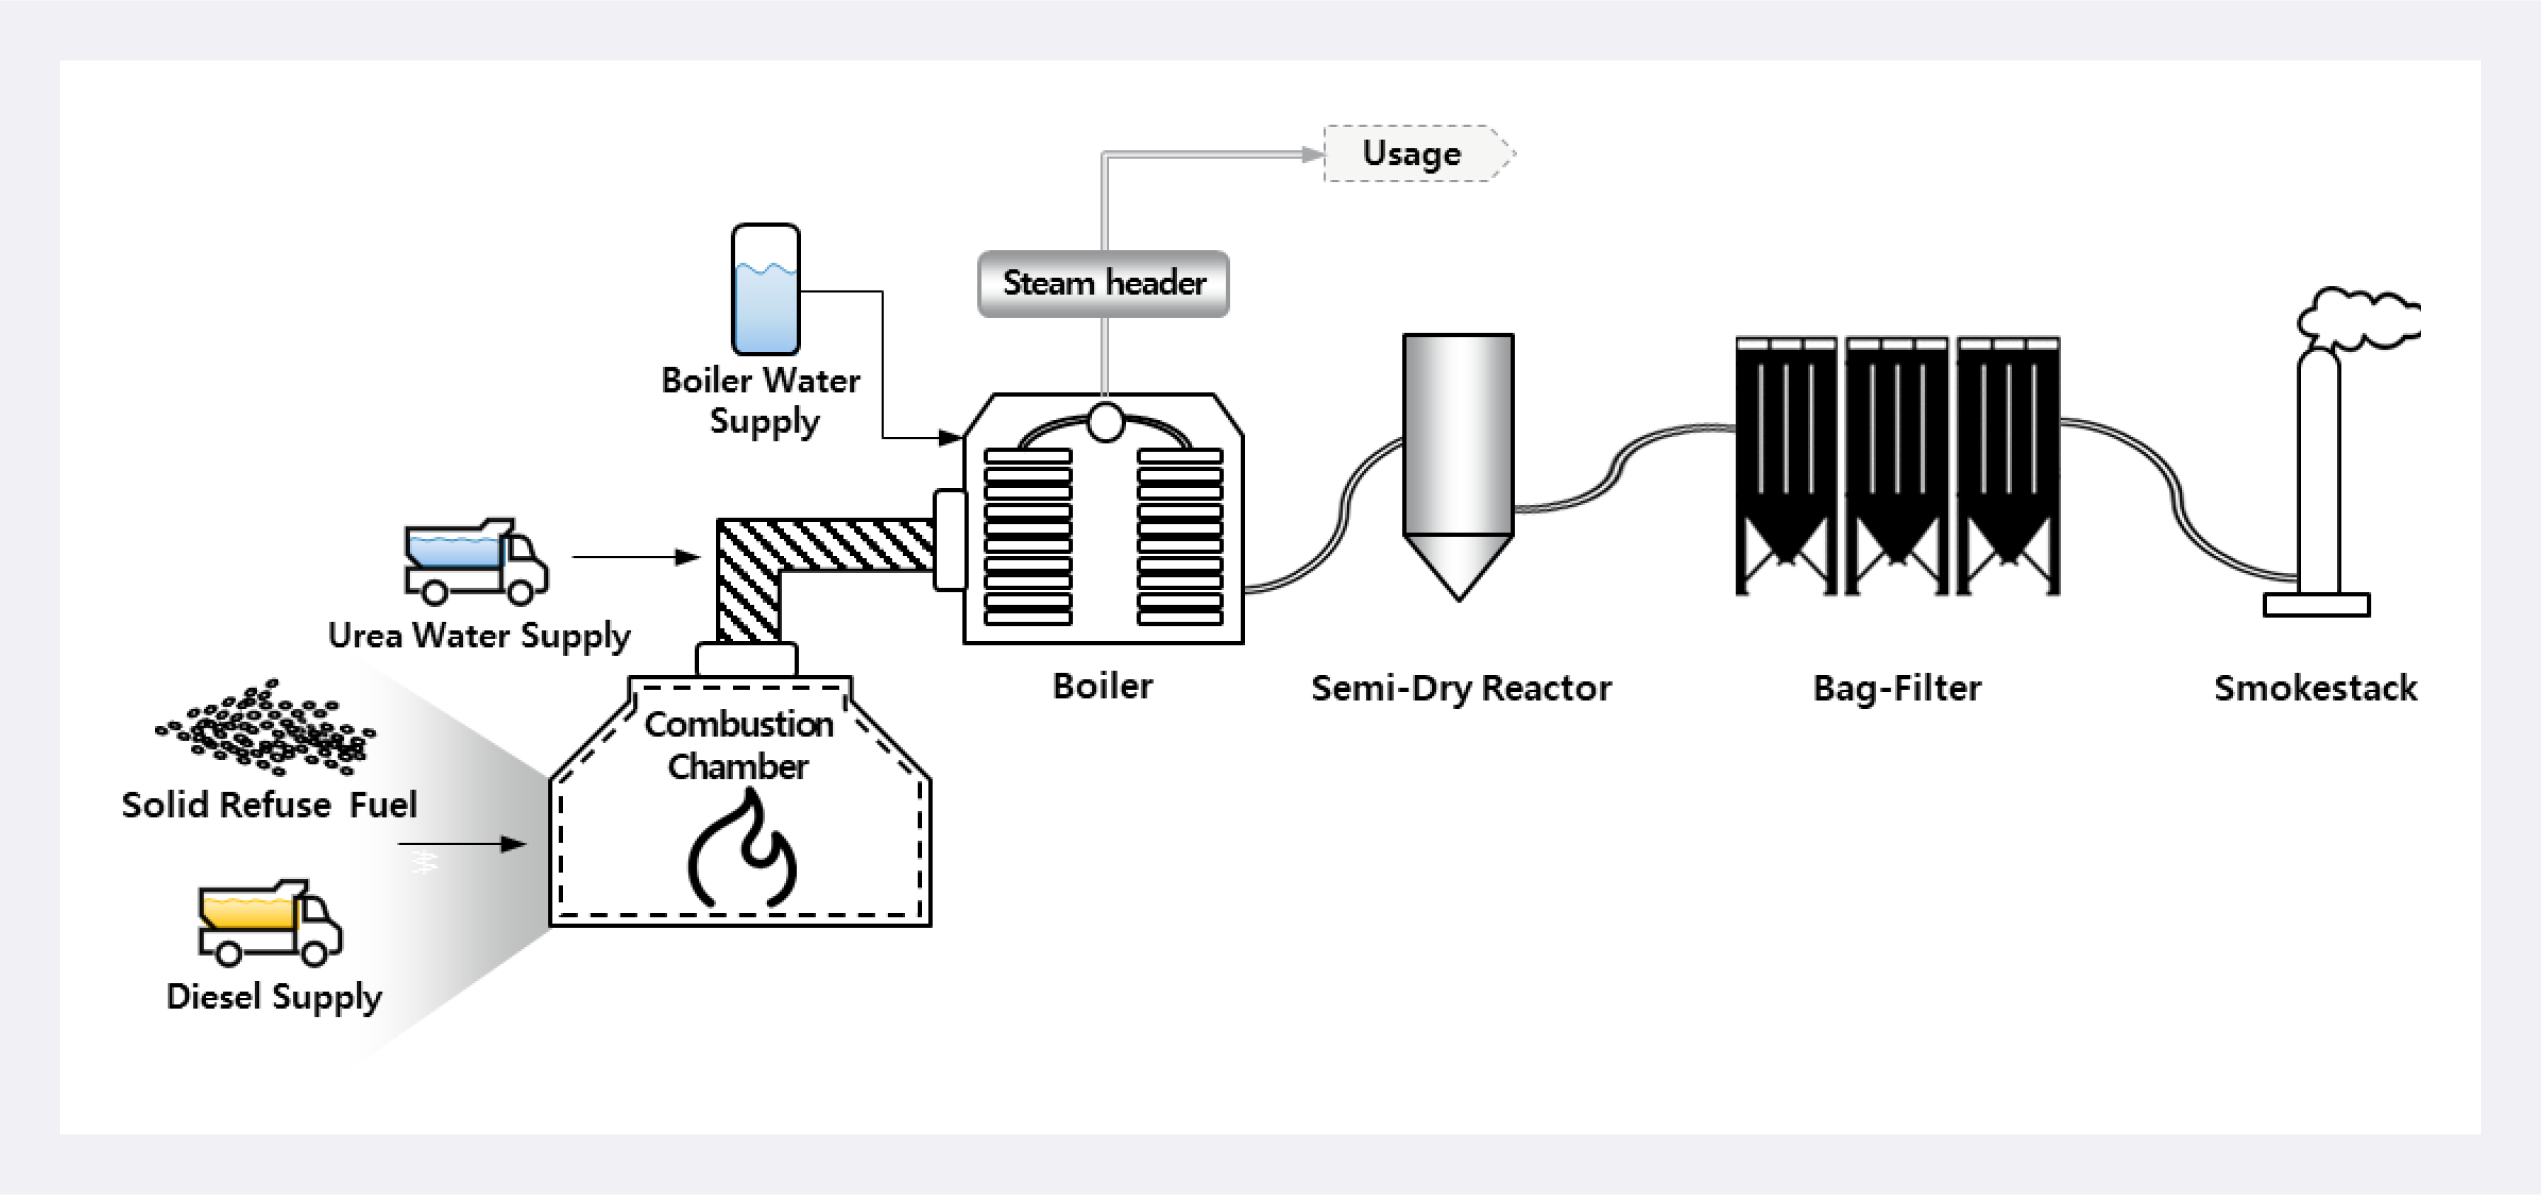 Usage
Steam header
Boiler Water
Supply
Urea Water Supply
Boiler
Semi-Dry Reactor
Bag-Filter
Smokestack
Combustion
Chamber
Solid Refuse Fuel
Diesel Supply